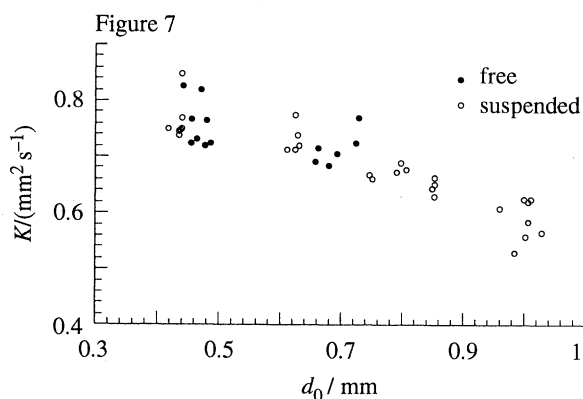 Figure 7
free
suspended
0.8
0.6
0.4
K/(mm² s⁻¹)
0.3
0.5
0.7
0.9
1
d₀ / mm